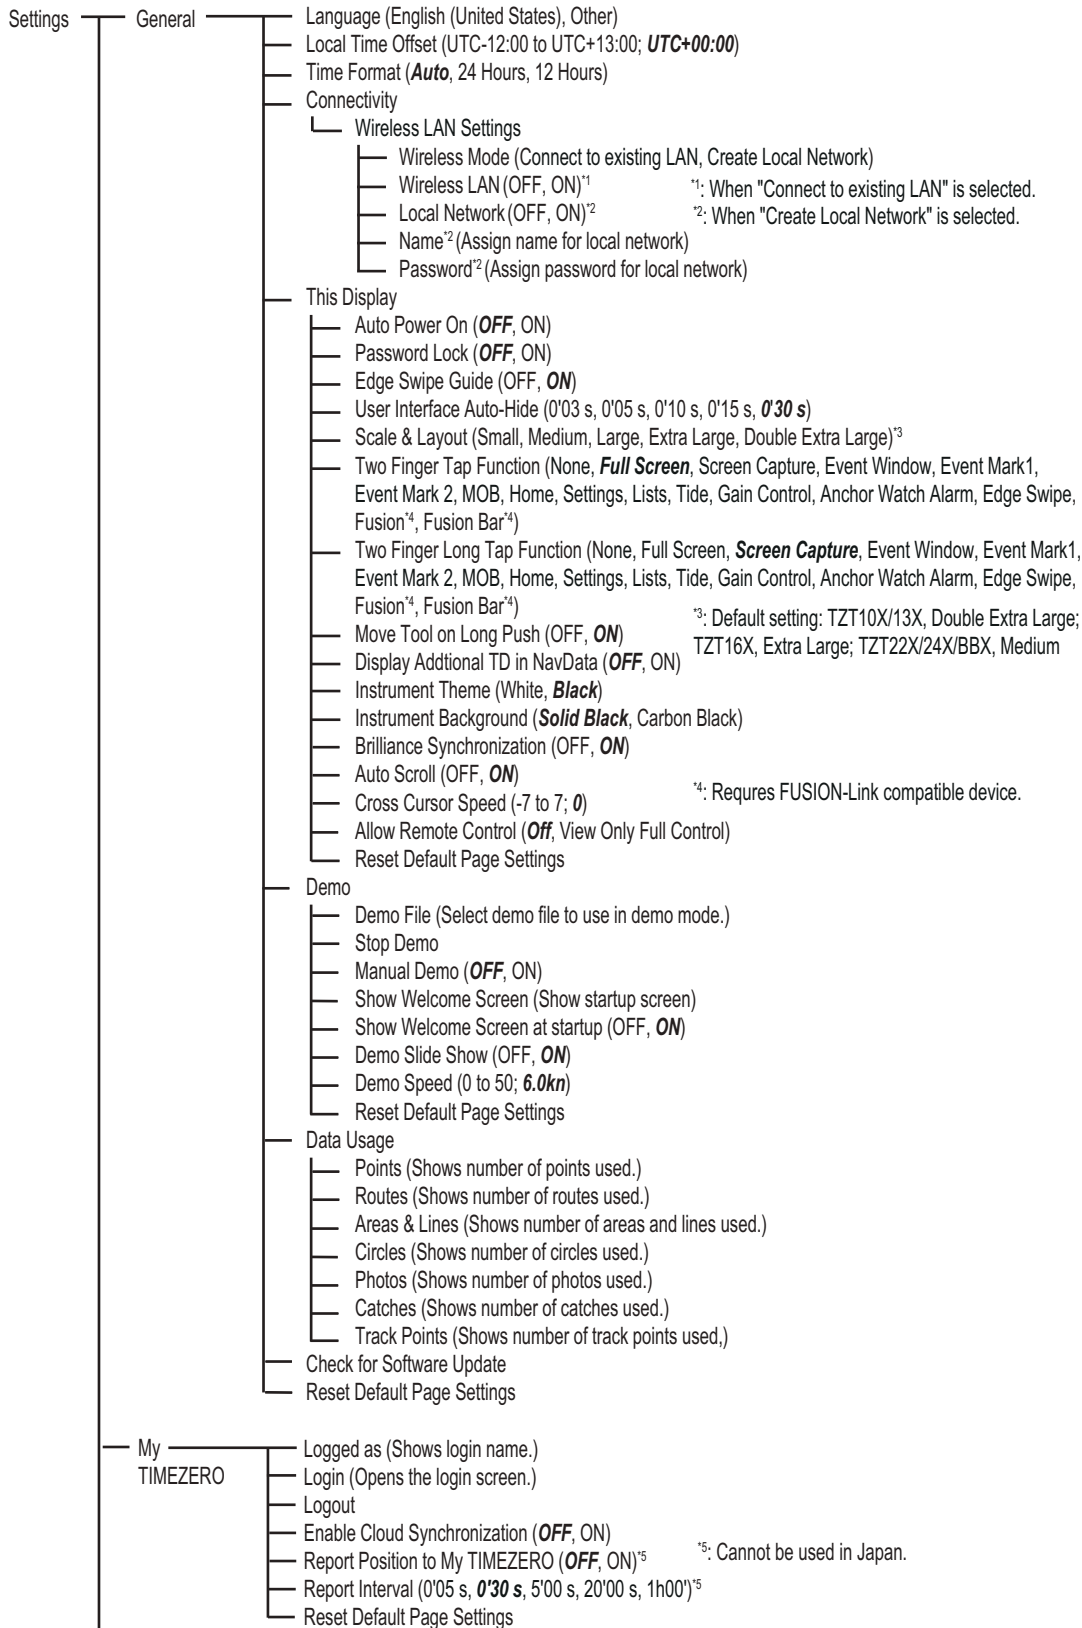 Settings General Language (English (United States), Other)
Local Time Offset (UTC-12:00 to UTC+13:00; UTC+00:00)
Time Format (Auto, 24 Hours, 12 Hours)
Connectivity
Wireless LAN Settings
Wireless Mode (Connect to existing LAN, Create Local Network)
Wireless LAN (OFF, ON)*1 *1: When "Connect to existing LAN" is selected.
Local Network (OFF, ON)*2 *2: When "Create Local Network" is selected.
Name*2 (Assign name for local network)
Password*2 (Assign password for local network)
This Display
Auto Power On (OFF, ON)
Password Lock (OFF, ON)
Edge Swipe Guide (OFF, ON)
User Interface Auto-Hide (0'03 s, 0'05 s, 0'10 s, 0'15 s, 0'30 s)
Scale & Layout (Small, Medium, Large, Extra Large, Double Extra Large)*3
Two Finger Tap Function (None, Full Screen, Screen Capture, Event Window, Event Mark1,
Event Mark 2, MOB, Home, Settings, Lists, Tide, Gain Control, Anchor Watch Alarm, Edge Swipe,
Fusion*4, Fusion Bar*4)
Two Finger Long Tap Function (None, Full Screen, Screen Capture, Event Window, Event Mark1,
Event Mark 2, MOB, Home, Settings, Lists, Tide, Gain Control, Anchor Watch Alarm, Edge Swipe,
Fusion*4, Fusion Bar*4)
*3: Default setting: TZT10X/13X, Double Extra Large;
TZT16X, Extra Large; TZT22X/24X/BBX, Medium
Move Tool on Long Push (OFF, ON)
Display Addtional TD in NavData (OFF, ON)
Instrument Theme (White, Black)
Instrument Background (Solid Black, Carbon Black)
Brilliance Synchronization (OFF, ON)
Auto Scroll (OFF, ON)
Cross Cursor Speed (-7 to 7; 0) *4: Requres FUSION-Link compatible device.
Allow Remote Control (Off, View Only Full Control)
Reset Default Page Settings
Demo
Demo File (Select demo file to use in demo mode.)
Stop Demo
Manual Demo (OFF, ON)
Show Welcome Screen (Show startup screen)
Show Welcome Screen at startup (OFF, ON)
Demo Slide Show (OFF, ON)
Demo Speed (0 to 50; 6.0kn)
Reset Default Page Settings
Data Usage
Points (Shows number of points used.)
Routes (Shows number of routes used.)
Areas & Lines (Shows number of areas and lines used.)
Circles (Shows number of circles used.)
Photos (Shows number of photos used.)
Catches (Shows number of catches used.)
Track Points (Shows number of track points used,)
Check for Software Update
Reset Default Page Settings
My
TIMEZERO
Logged as (Shows login name.)
Login (Opens the login screen.)
Logout
Enable Cloud Synchronization (OFF, ON)
Report Position to My TIMEZERO (OFF, ON)*5 *5: Cannot be used in Japan.
Report Interval (0'05 s, 0'30 s, 5'00 s, 20'00 s, 1h00')*5
Reset Default Page Settings